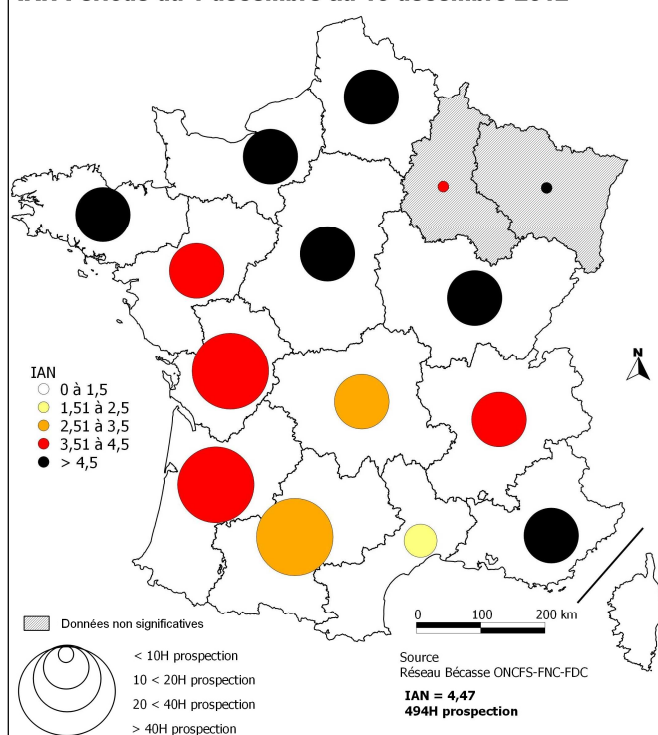 N
IAN
0 à 1,5
1,51 à 2,5
2,51 à 3,5
3,51 à 4,5
> 4,5
0 100 200 km
Données non significatives
< 10H prospection
10 < 20H prospection
20 < 40H prospection
> 40H prospection
Source
Réseau Bécasse ONCFS-FNC-FDC
IAN = 4,47
494H prospection